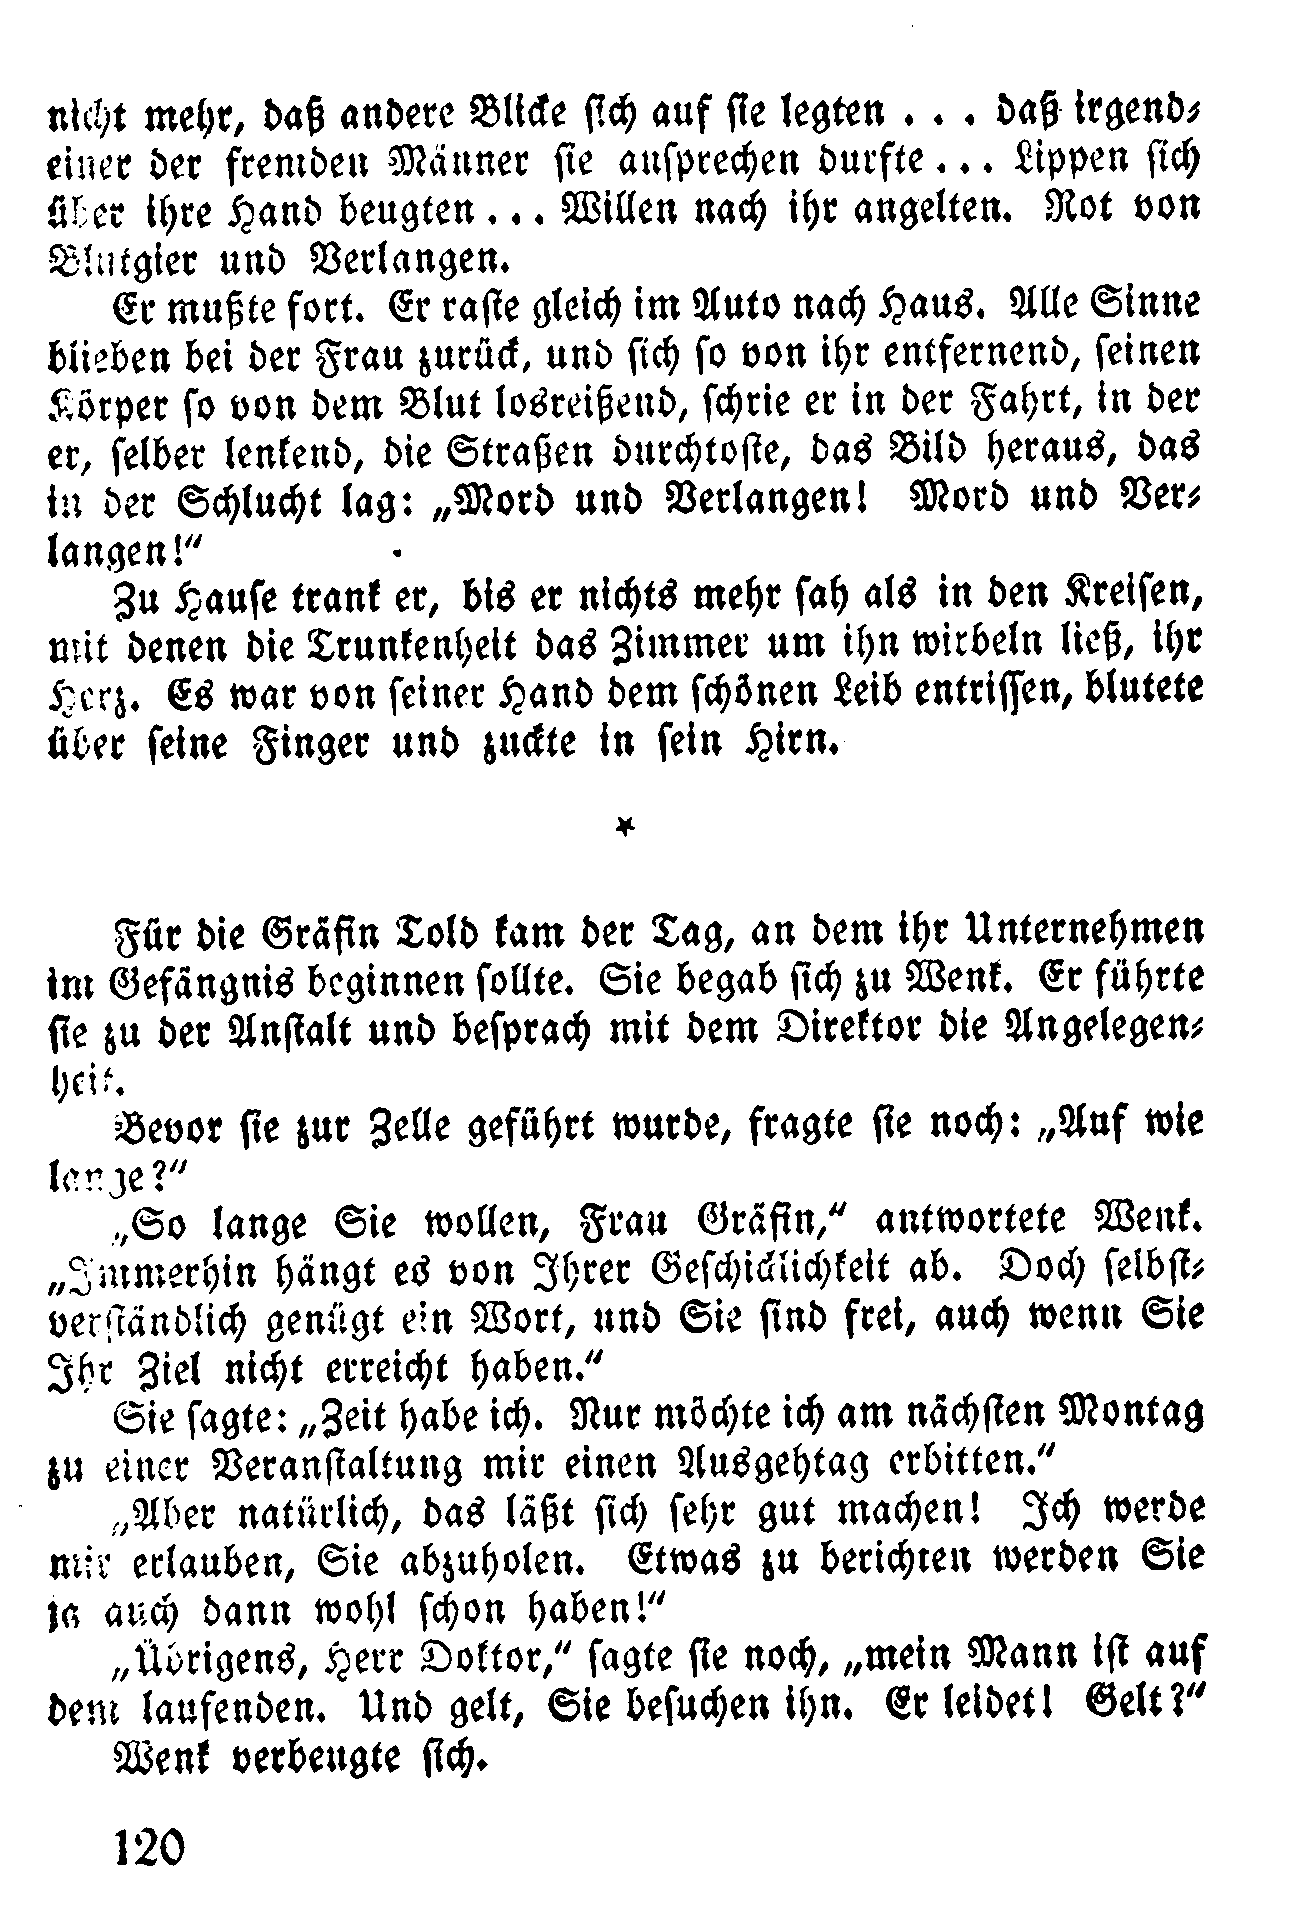 nicht mehr, daß andere Blicke sich auf sie legten . . . daß irgend-
einer der fremden Männer sie ansprechen durfte ... Lippen sich
über ihre Hand beugten ... Willen nach ihr angelten. Rot von
Blutgier und Verlangen.
Er mußte fort. Er raste gleich im Auto nach Haus. Alle Sinne
blieben bei der Frau zurück, und sich so von ihr entfernend, seinen
Körper so von dem Blut losreißend, schrie er in der Fahrt, in der
er, selber lenkend, die Straßen durchtoste, das Bild heraus, das
in der Schlucht lag: „Mord und Verlangen! Mord und Ver-
langen!“
Zu Hause trank er, bis er nichts mehr sah als in den Kreisen,
mit denen die Trunkenheit das Zimmer um ihn wirbeln ließ, ihr
Herz. Es war von seiner Hand dem schönen Leib entrissen, blutete
über seine Finger und zuckte in sein Hirn.
*
Für die Gräfin Told kam der Tag, an dem ihr Unternehmen
im Gefängnis beginnen sollte. Sie begab sich zu Wenk. Er führte
sie zu der Anstalt und besprach mit dem Direktor die Angelegen-
heit.
Bevor sie zur Zelle geführt wurde, fragte sie noch: „Auf wie
lange?“
„So lange Sie wollen, Frau Gräfin,“ antwortete Wenk.
„Immerhin hängt es von Ihrer Geschicklichkeit ab. Doch selbst-
verständlich genügt ein Wort, und Sie sind frei, auch wenn Sie
Ihr Ziel nicht erreicht haben.“
Sie sagte: „Zeit habe ich. Nur möchte ich am nächsten Montag
zu einer Veranstaltung mir einen Ausgehtag erbitten.“
„Aber natürlich, das läßt sich sehr gut machen! Ich werde
mir erlauben, Sie abzuholen. Etwas zu berichten werden Sie
ja auch dann wohl schon haben!“
„Übrigens, Herr Doktor,“ sagte sie noch, „mein Mann ist auf
dem laufenden. Und gelt, Sie besuchen ihn. Er leidet! Gelt?“
Wenk verbeugte sich.
120